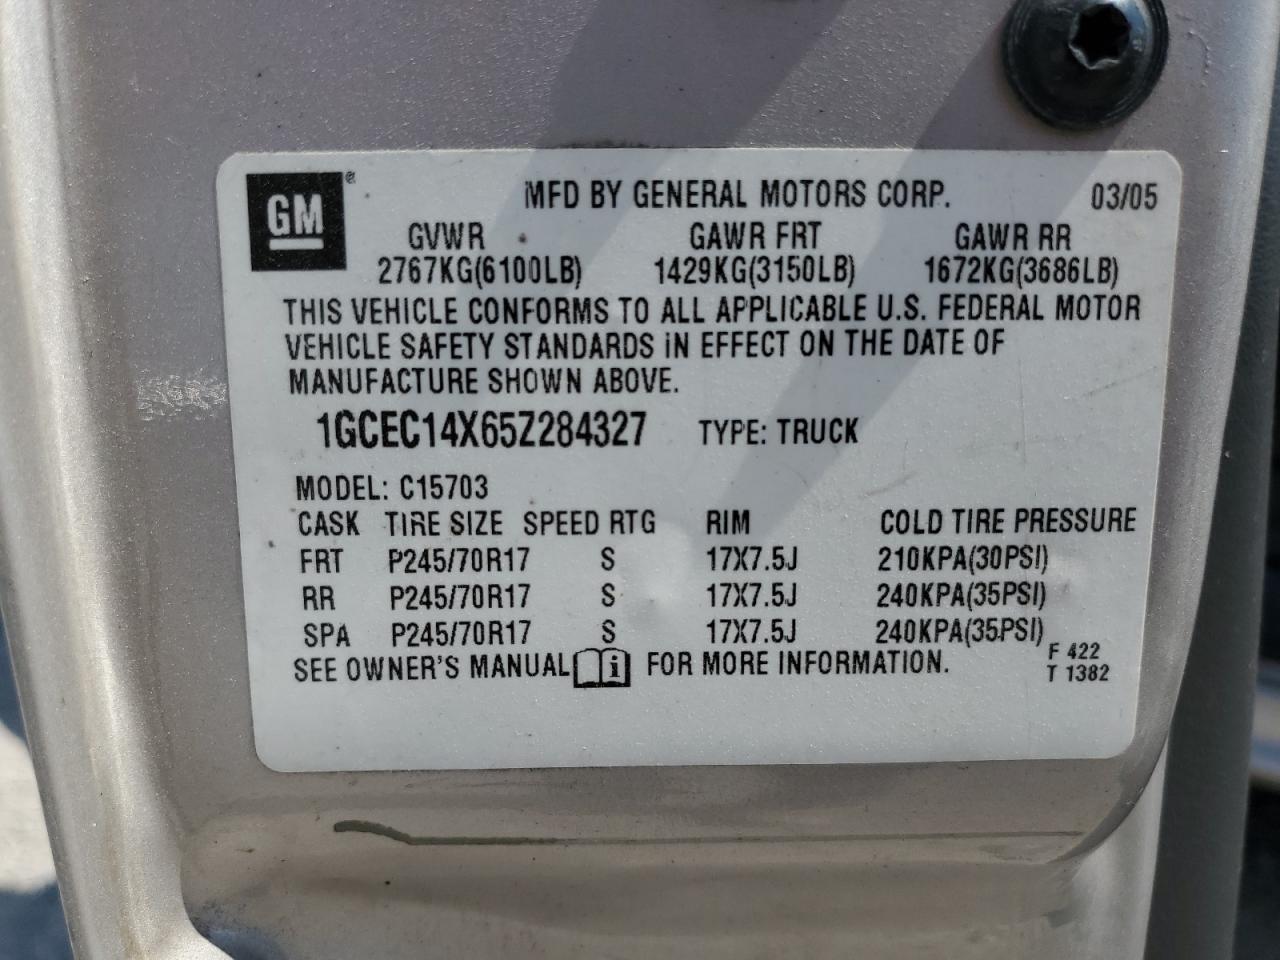 GM® MFD BY GENERAL MOTORS CORP. 03/05
GVWR GAWR FRT GAWR RR
2767KG(6100LB) 1429KG(3150LB) 1672KG(3686LB)
THIS VEHICLE CONFORMS TO ALL APPLICABLE U.S. FEDERAL MOTOR
VEHICLE SAFETY STANDARDS IN EFFECT ON THE DATE OF
MANUFACTURE SHOWN ABOVE.
1GCEC14X65Z284327 TYPE: TRUCK
MODEL: C15703
CASK TIRE SIZE SPEED RTG RIM COLD TIRE PRESSURE
FRT P245/70R17 S 17X7.5J 210KPA(30PSI)
RR P245/70R17 S 17X7.5J 240KPA(35PSI)
SPA P245/70R17 S 17X7.5J 240KPA(35PSI)
SEE OWNER'S MANUAL i FOR MORE INFORMATION.
F 422
T 1382